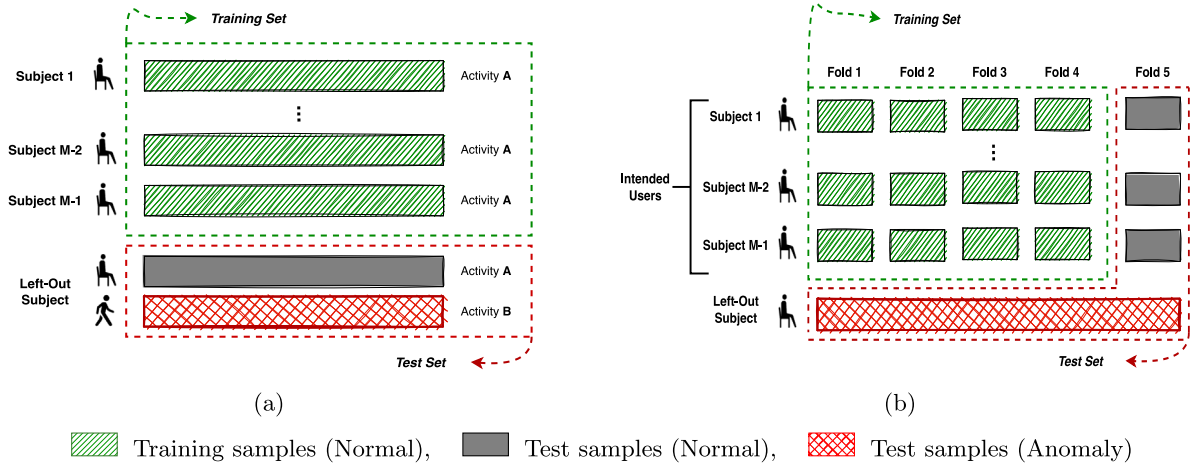 Training Set
Subject 1
Activity A
Subject M-2
Activity A
Subject M-1
Activity A
Left-Out
Subject
Activity A
Activity B
Test Set
(a)
Training Set
Fold 1 Fold 2 Fold 3 Fold 4 Fold 5
Intended
Users
Subject 1
Subject M-2
Subject M-1
Left-Out
Subject
Test Set
(b)
Training samples (Normal), Test samples (Normal), Test samples (Anomaly)